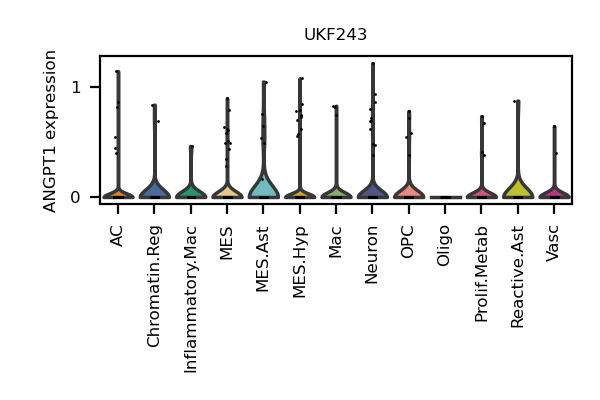 UKF243
ANGPT1 expression
1
0
AC
Chromatin.Reg
Inflammatory.Mac
MES
MES.Ast
MES.Hyp
Mac
Neuron
OPC
Oligo
Prolif.Metab
Reactive.Ast
Vasc